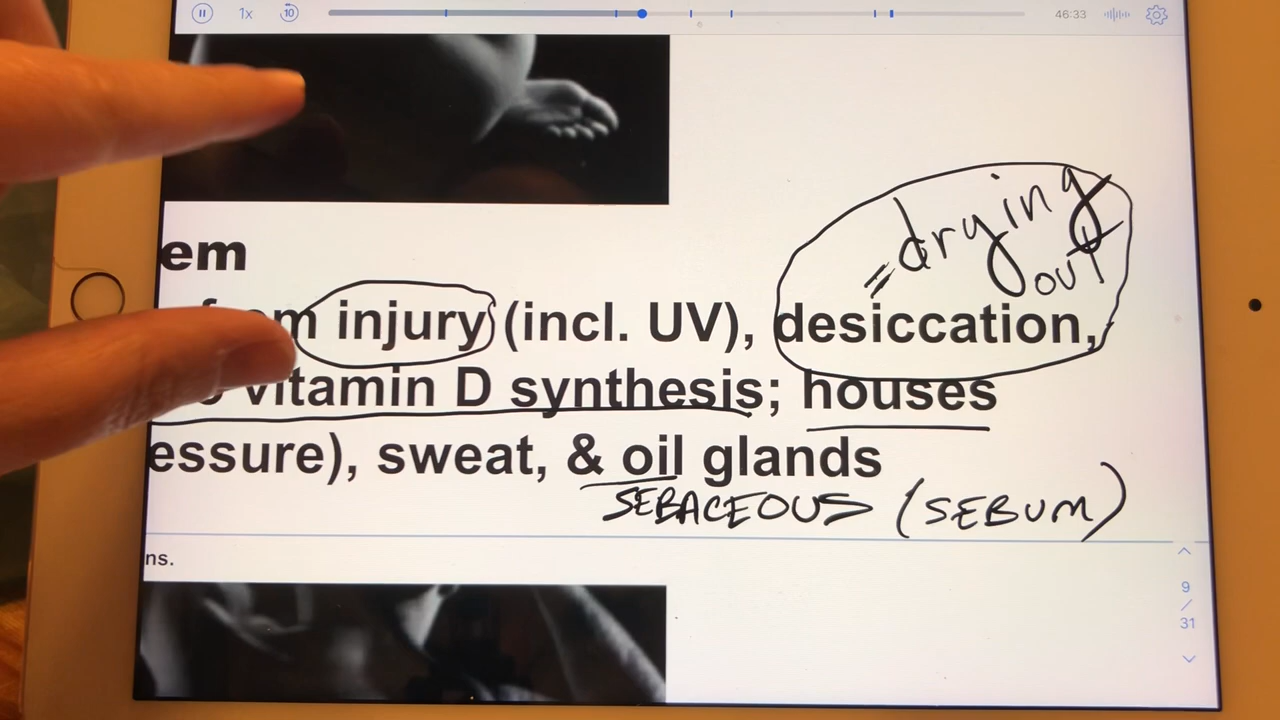 1x 10 46:33
= drying
out
em
injury (incl. UV), desiccation,
vitamin D synthesis; houses
essure), sweat, & oil glands
SEBACEOUS (SEBUM)
ns.
9
/
31